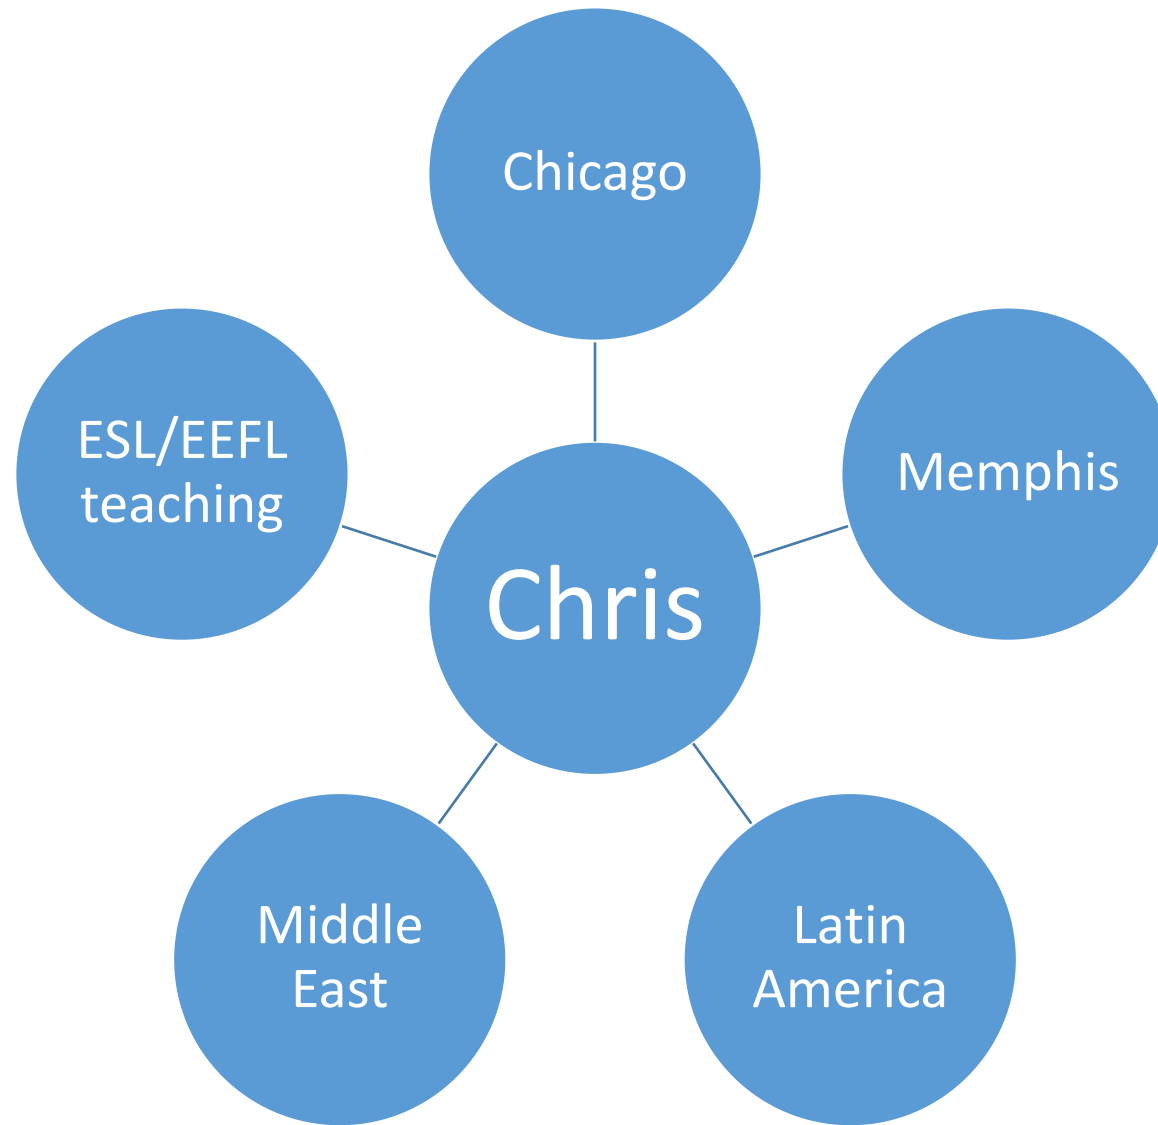 Chicago
ESL/EEFL
teaching
Memphis
Chris
Middle
East
Latin
America